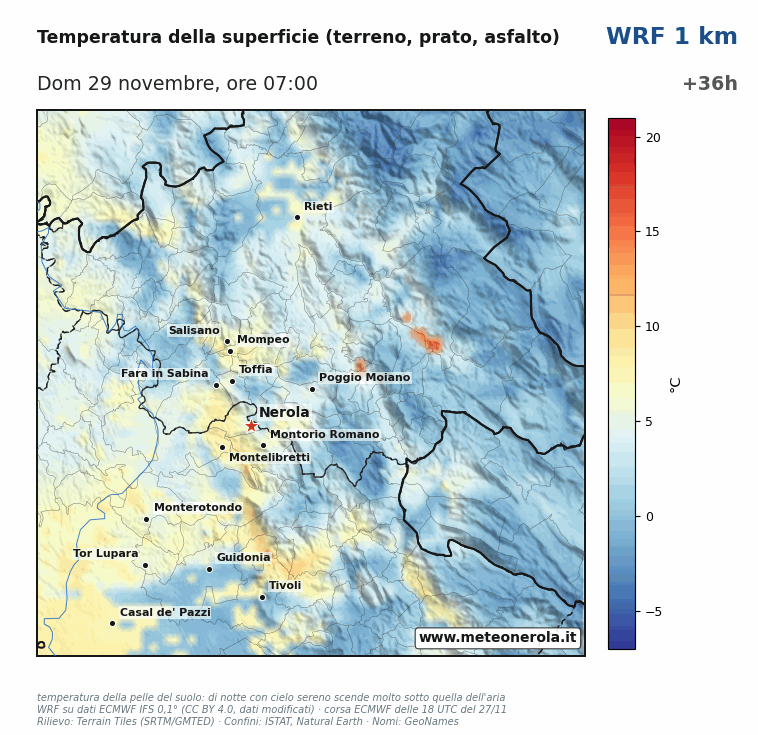 Temperatura della superficie (terreno, prato, asfalto)
WRF 1 km
Dom 29 novembre, ore 07:00
+36h
Rieti
Salisano
Mompeo
Fara in Sabina
Toffia
Poggio Moiano
Nerola
Montorio Romano
Montelibretti
Monterotondo
Tor Lupara
Guidonia
Tivoli
Casal de' Pazzi
www.meteonerola.it
20
15
10
5
0
−5
°C
temperatura della pelle del suolo: di notte con cielo sereno scende molto sotto quella dell'aria
WRF su dati ECMWF IFS 0,1° (CC BY 4.0, dati modificati) · corsa ECMWF delle 18 UTC del 27/11
Rilievo: Terrain Tiles (SRTM/GMTED) · Confini: ISTAT, Natural Earth · Nomi: GeoNames